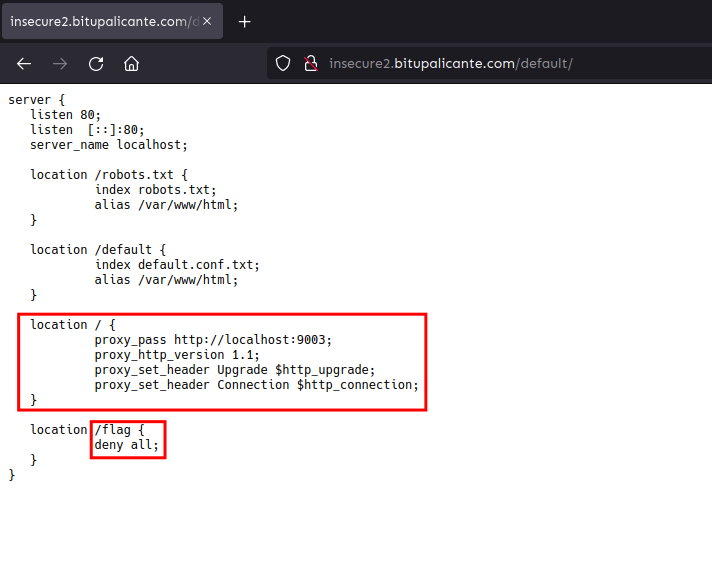 insecure2.bitupalicante.com/d
insecure2.bitupalicante.com/default/
server {
listen 80;
listen  [::]:80;
server_name localhost;
location /robots.txt {
index robots.txt;
alias /var/www/html;
}
location /default {
index default.conf.txt;
alias /var/www/html;
}
location / {
proxy_pass http://localhost:9003;
proxy_http_version 1.1;
proxy_set_header Upgrade $http_upgrade;
proxy_set_header Connection $http_connection;
}
location /flag {
deny all;
}
}